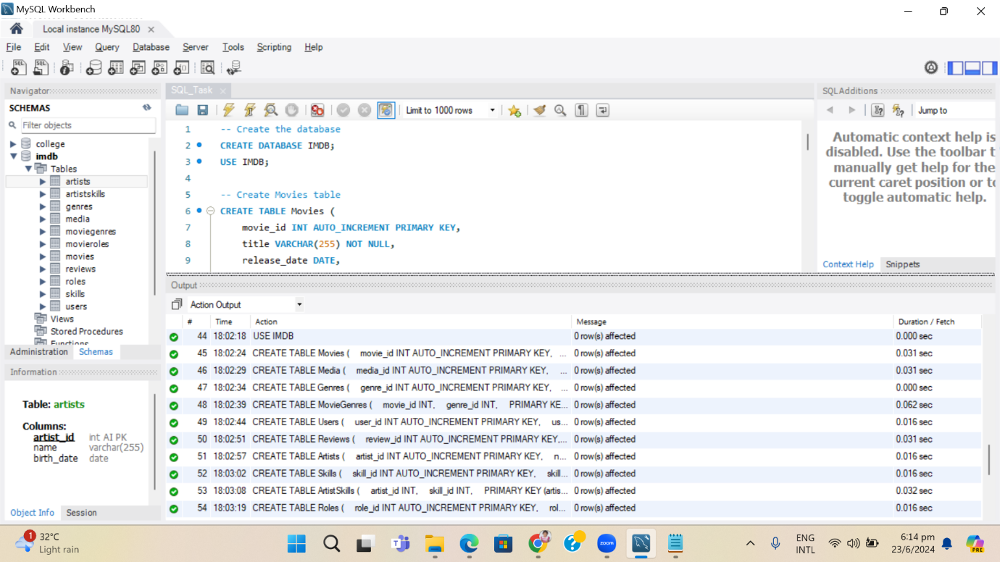 MySQL Workbench
Local instance MySQL80
File Edit View Query Database Server Tools Scripting Help
Navigator
SCHEMAS
Filter objects
college
imdb
Tables
artists
artistskills
genres
media
moviegenres
movieroles
movies
reviews
roles
skills
users
Views
Stored Procedures
Functions
Administration Schemas
Information
Table: artists
Columns:
artist_id int AI PK
name varchar(255)
birth_date date
Object Info Session
SQL_Task
Limit to 1000 rows
1 -- Create the database
2 CREATE DATABASE IMDB;
3 USE IMDB;
4
5 -- Create Movies table
6 CREATE TABLE Movies (
7 movie_id INT AUTO_INCREMENT PRIMARY KEY,
8 title VARCHAR(255) NOT NULL,
9 release_date DATE,
SQLAdditions
Jump to
Automatic context help is
disabled. Use the toolbar t
manually get help for the
current caret position or to
toggle automatic help.
Context Help Snippets
Output
Action Output
# Time Action Message Duration / Fetch
44 18:02:18 USE IMDB 0 row(s) affected 0.000 sec
45 18:02:24 CREATE TABLE Movies ( movie_id INT AUTO_INCREMENT PRIMARY KEY, ... 0 row(s) affected 0.031 sec
46 18:02:29 CREATE TABLE Media ( media_id INT AUTO_INCREMENT PRIMARY KEY, ... 0 row(s) affected 0.031 sec
47 18:02:34 CREATE TABLE Genres ( genre_id INT AUTO_INCREMENT PRIMARY KEY, ... 0 row(s) affected 0.000 sec
48 18:02:39 CREATE TABLE MovieGenres ( movie_id INT, genre_id INT, PRIMARY KE... 0 row(s) affected 0.062 sec
49 18:02:44 CREATE TABLE Users ( user_id INT AUTO_INCREMENT PRIMARY KEY, us... 0 row(s) affected 0.016 sec
50 18:02:51 CREATE TABLE Reviews ( review_id INT AUTO_INCREMENT PRIMARY KEY,... 0 row(s) affected 0.031 sec
51 18:02:57 CREATE TABLE Artists ( artist_id INT AUTO_INCREMENT PRIMARY KEY, n... 0 row(s) affected 0.016 sec
52 18:03:02 CREATE TABLE Skills ( skill_id INT AUTO_INCREMENT PRIMARY KEY, skill... 0 row(s) affected 0.016 sec
53 18:03:08 CREATE TABLE ArtistSkills ( artist_id INT, skill_id INT, PRIMARY KEY (artis... 0 row(s) affected 0.032 sec
54 18:03:19 CREATE TABLE Roles ( role_id INT AUTO_INCREMENT PRIMARY KEY, rol... 0 row(s) affected 0.016 sec
1
32°C
Light rain
zoom
ENG
INTL
6:14 pm
23/6/2024
PRE